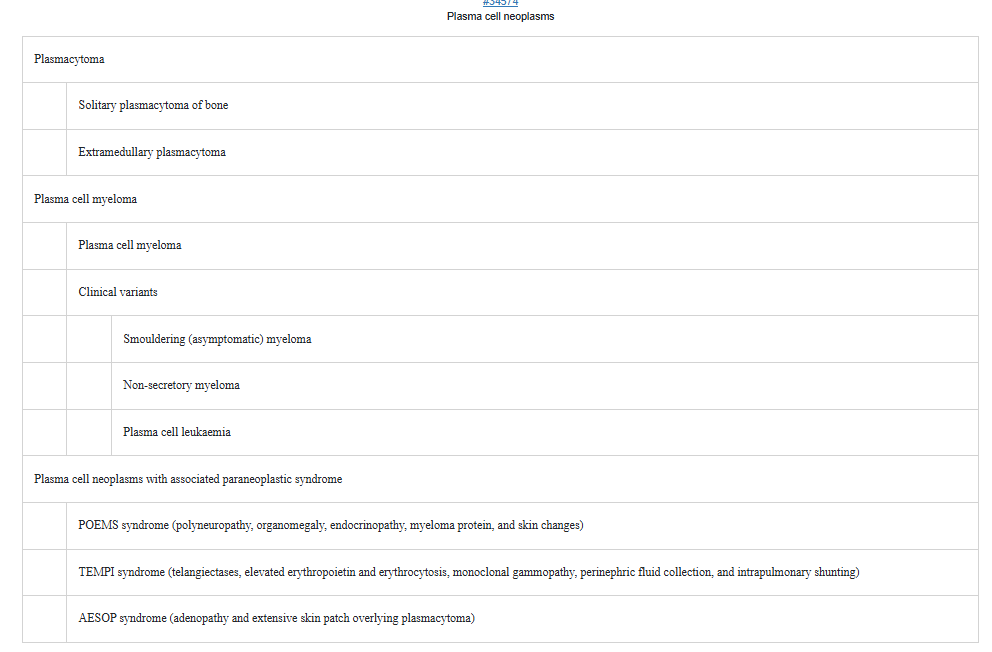 #34574
Plasma cell neoplasms
Plasmacytoma
Solitary plasmacytoma of bone
Extramedullary plasmacytoma
Plasma cell myeloma
Plasma cell myeloma
Clinical variants
Smouldering (asymptomatic) myeloma
Non-secretory myeloma
Plasma cell leukaemia
Plasma cell neoplasms with associated paraneoplastic syndrome
POEMS syndrome (polyneuropathy, organomegaly, endocrinopathy, myeloma protein, and skin changes)
TEMPI syndrome (telangiectases, elevated erythropoietin and erythrocytosis, monoclonal gammopathy, perinephric fluid collection, and intrapulmonary shunting)
AESOP syndrome (adenopathy and extensive skin patch overlying plasmacytoma)